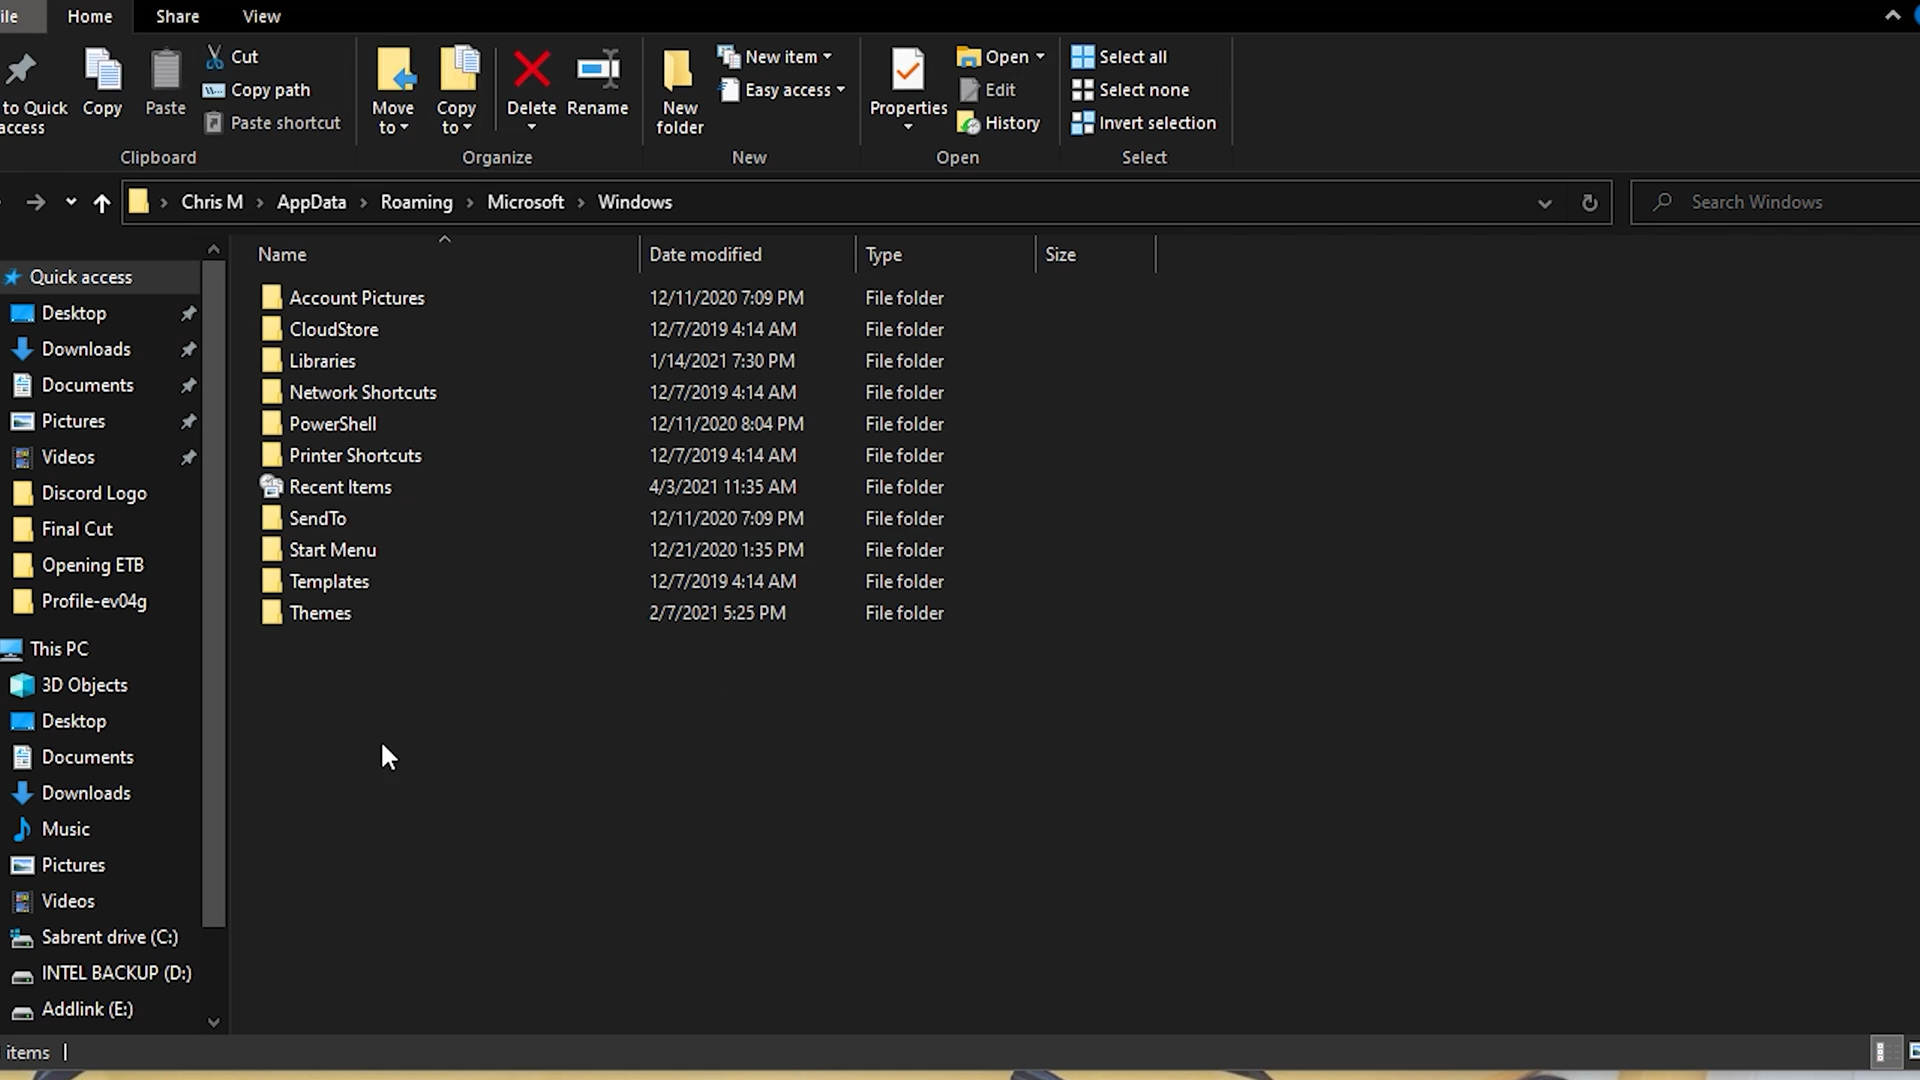 ile Home Share View
to Quick access
Copy
Paste
Cut
Copy path
Paste shortcut
Clipboard
Move to
Copy to
Delete
Rename
Organize
New folder
New item
Easy access
New
Properties
Open
Edit
History
Open
Select all
Select none
Invert selection
Select
Chris M > AppData > Roaming > Microsoft > Windows
Search Windows
Quick access
Desktop
Downloads
Documents
Pictures
Videos
Discord Logo
Final Cut
Opening ETB
Profile-ev04g
This PC
3D Objects
Desktop
Documents
Downloads
Music
Pictures
Videos
Sabrent drive (C:)
INTEL BACKUP (D:)
Addlink (E:)
Name Date modified Type Size
Account Pictures 12/11/2020 7:09 PM File folder
CloudStore 12/7/2019 4:14 AM File folder
Libraries 1/14/2021 7:30 PM File folder
Network Shortcuts 12/7/2019 4:14 AM File folder
PowerShell 12/11/2020 8:04 PM File folder
Printer Shortcuts 12/7/2019 4:14 AM File folder
Recent Items 4/3/2021 11:35 AM File folder
SendTo 12/11/2020 7:09 PM File folder
Start Menu 12/21/2020 1:35 PM File folder
Templates 12/7/2019 4:14 AM File folder
Themes 2/7/2021 5:25 PM File folder
items